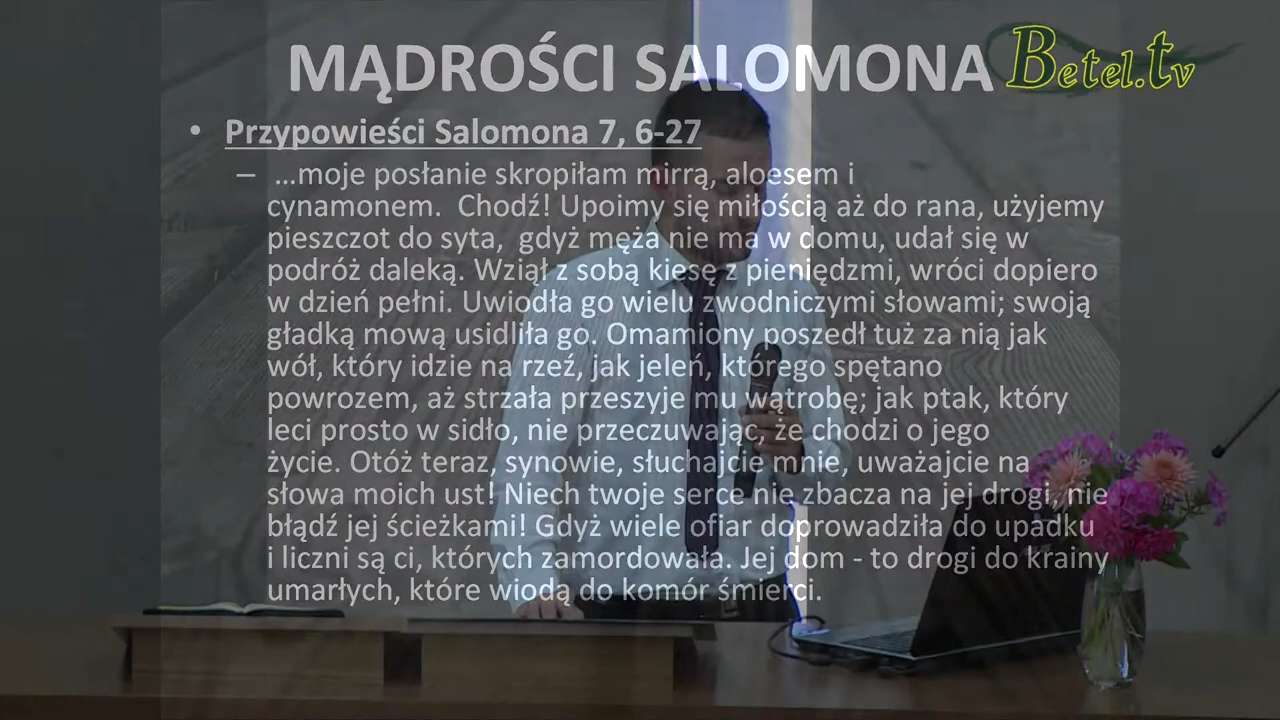 MĄDROŚCI SALOMONA
Betel.tv
• Przypowieści Salomona 7, 6-27
– ...moje posłanie skropiłam mirrą, aloesem i
cynamonem. Chodź! Upoimy się miłością aż do rana, użyjemy
pieszczot do syta, gdyż męża nie ma w domu, udał się w
podróż daleką. Wziął z sobą kiesę z pieniędzmi, wróci dopiero
w dzień pełni. Uwiodła go wielu zwodniczymi słowami; swoją
gładką mową usidliła go. Omamiony poszedł tuż za nią jak
wół, który idzie na rzeź, jak jeleń, którego spętano
powrozem, aż strzała przeszyje mu wątrobę; jak ptak, który
leci prosto w sidło, nie przeczuwając, że chodzi o jego
życie. Otóż teraz, synowie, słuchajcie mnie, uważajcie na
słowa moich ust! Niech twoje serce nie zbacza na jej drogi, nie
błądź jej ścieżkami! Gdyż wiele ofiar doprowadziła do upadku
i liczni są ci, których zamordowała. Jej dom - to drogi do krainy
umarłych, które wiodą do komór śmierci.